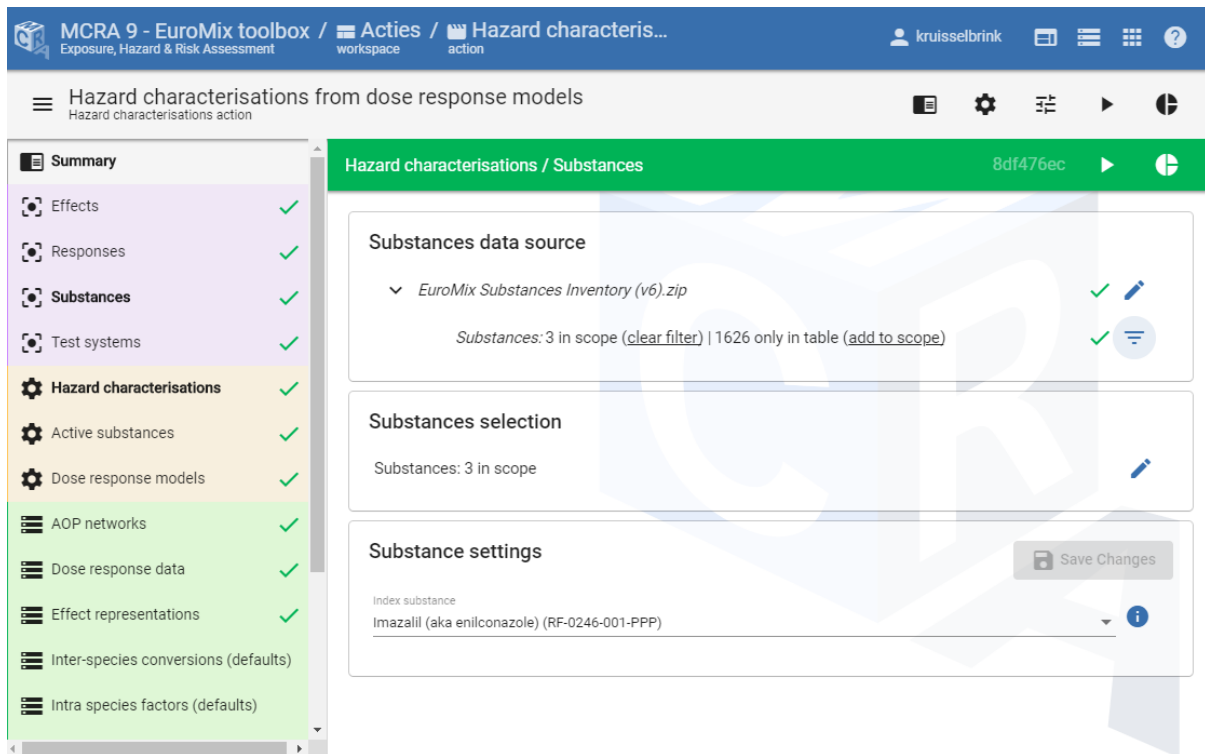 MCRA 9 - EuroMix toolbox / Acties / Hazard characteris...
Exposure, Hazard & Risk Assessment workspace action
kruisselbrink
Hazard characterisations from dose response models
Hazard characterisations action
Summary
Effects
Responses
Substances
Test systems
Hazard characterisations
Active substances
Dose response models
AOP networks
Dose response data
Effect representations
Inter-species conversions (defaults)
Intra species factors (defaults)
Hazard characterisations / Substances
8df476ec
Substances data source
EuroMix Substances Inventory (v6).zip
Substances: 3 in scope (clear filter) | 1626 only in table (add to scope)
Substances selection
Substances: 3 in scope
Substance settings
Save Changes
Index substance
Imazalil (aka enilconazole) (RF-0246-001-PPP)